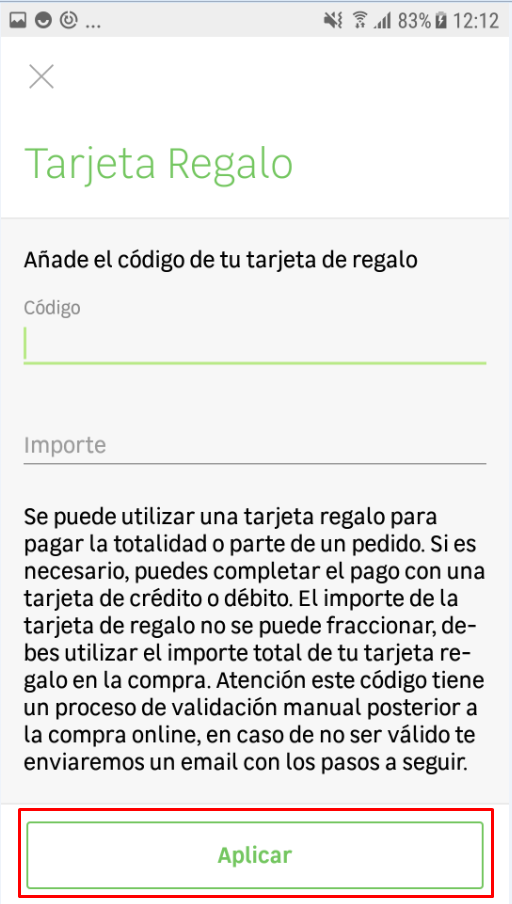 ... 83% 12:12
Tarjeta Regalo
Añade el código de tu tarjeta de regalo
Código
Importe
Se puede utilizar una tarjeta regalo para
pagar la totalidad o parte de un pedido. Si es
necesario, puedes completar el pago con una
tarjeta de crédito o débito. El importe de la
tarjeta de regalo no se puede fraccionar, de-
bes utilizar el importe total de tu tarjeta re-
galo en la compra. Atención este código tiene
un proceso de validación manual posterior a
la compra online, en caso de no ser válido te
enviaremos un email con los pasos a seguir.
Aplicar